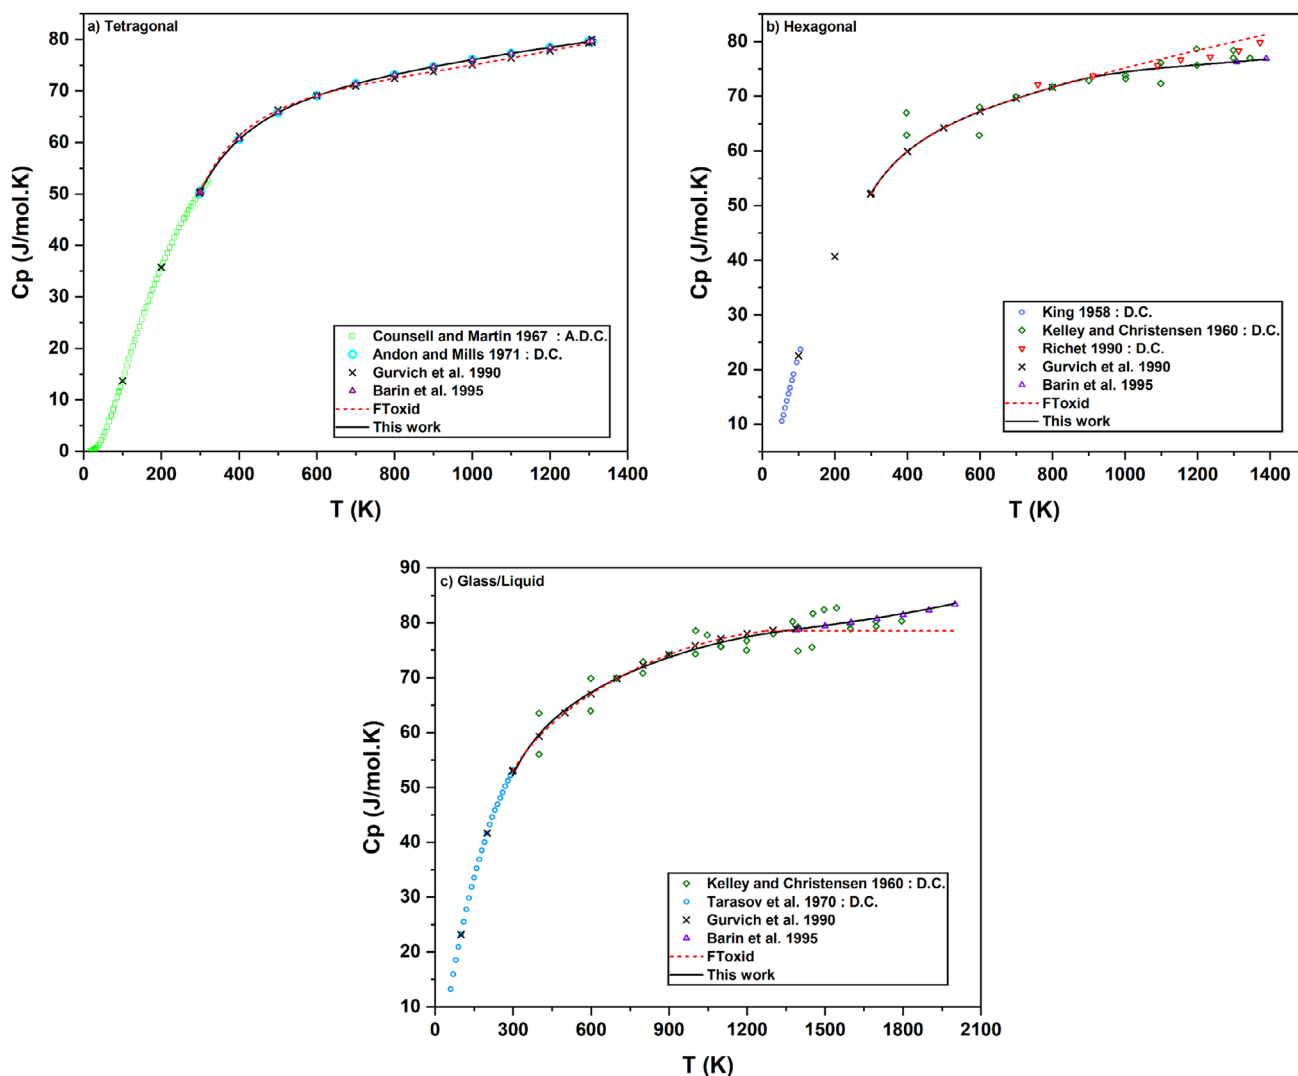 a) Tetragonal
80
70
60
50
40
30
20
10
0
Cp (J/mol.K)
0 200 400 600 800 1000 1200 1400
T (K)
Counsell and Martin 1967 : A.D.C.
Andon and Mills 1971 : D.C.
Gurvich et al. 1990
Barin et al. 1995
FToxid
This work
b) Hexagonal
80
70
60
50
40
30
20
10
Cp (J/mol.K)
0 200 400 600 800 1000 1200 1400
T (K)
King 1958 : D.C.
Kelley and Christensen 1960 : D.C.
Richet 1990 : D.C.
Gurvich et al. 1990
Barin et al. 1995
FToxid
This work
c) Glass/Liquid
90
80
70
60
50
40
30
20
10
Cp (J/mol.K)
0 300 600 900 1200 1500 1800 2100
T (K)
Kelley and Christensen 1960 : D.C.
Tarasov et al. 1970 : D.C.
Gurvich et al. 1990
Barin et al. 1995
FToxid
This work